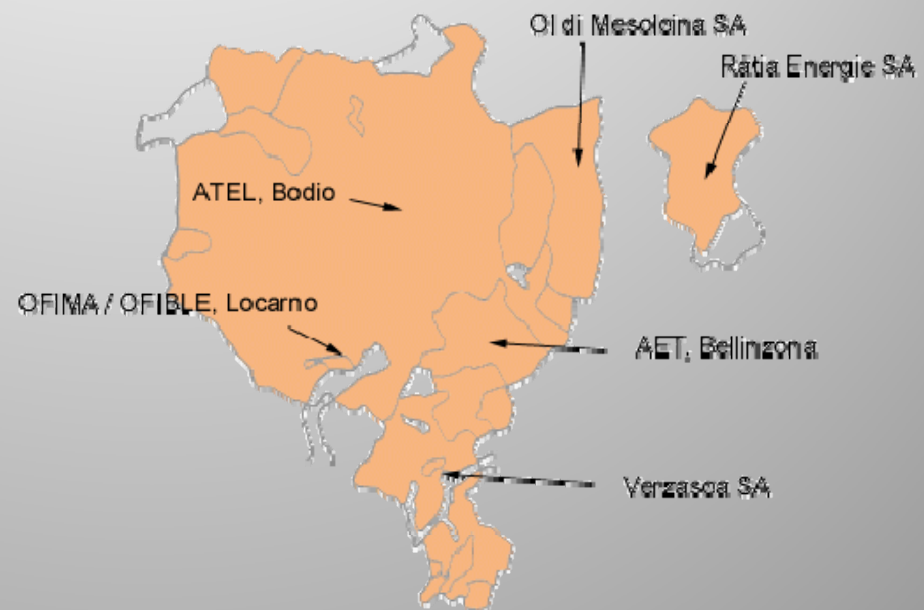 OI di Mesolcina SA
Rätia Energie SA
ATEL, Bodio
OFIMA / OFIBLE, Locarno
AET, Bellinzona
Verzasca SA